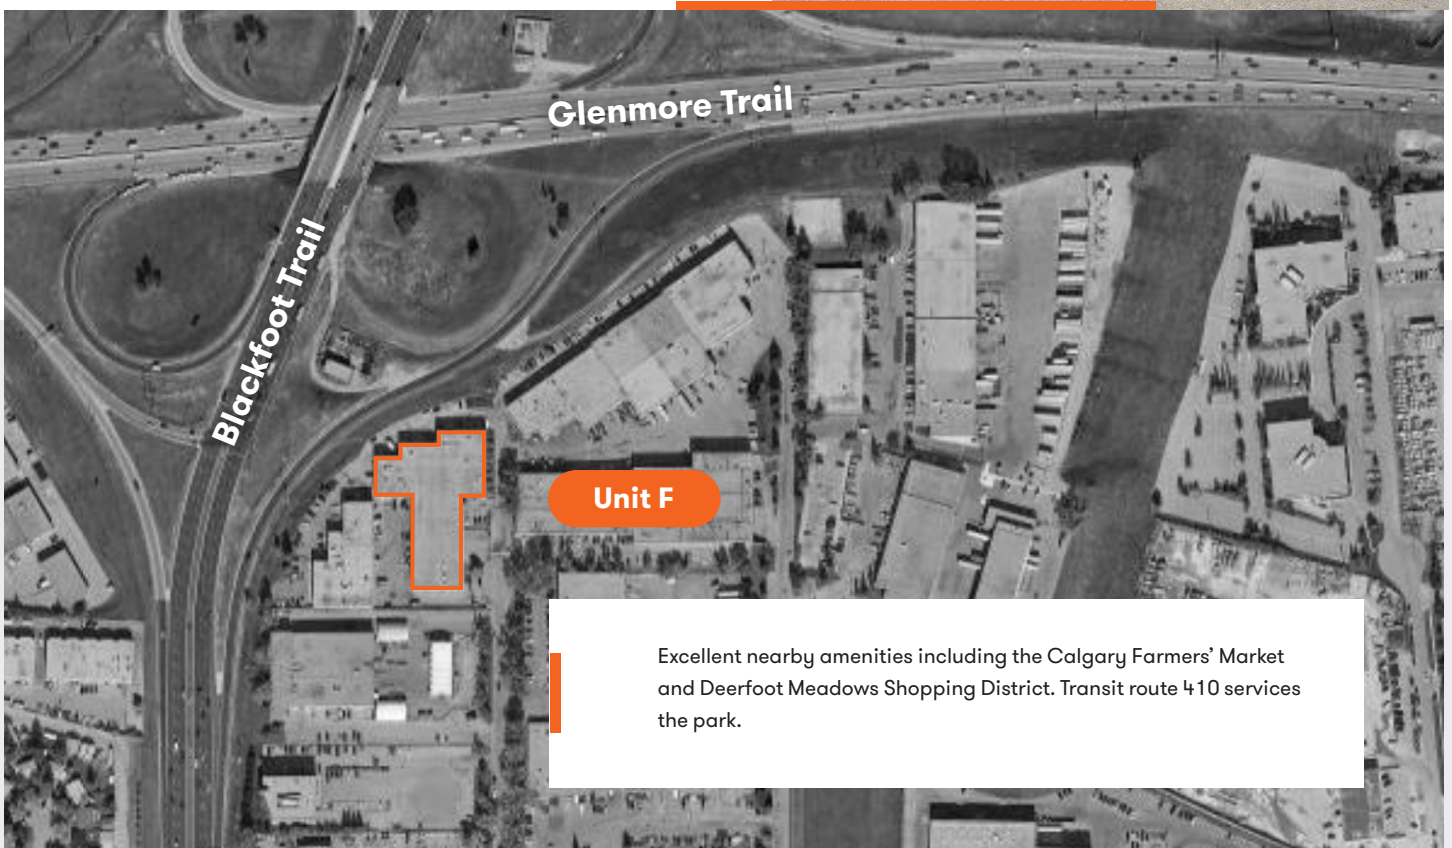 Glenmore Trail
Blackfoot Trail
Unit F
Excellent nearby amenities including the Calgary Farmers’ Market
and Deerfoot Meadows Shopping District. Transit route 410 services
the park.